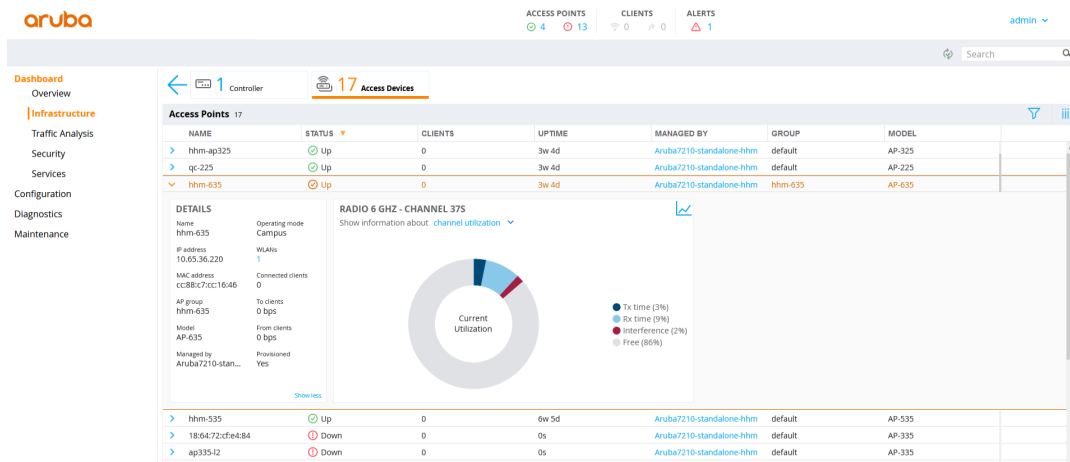 aruba
ACCESS POINTS CLIENTS ALERTS
4 13 0 0 1
admin
Search
Dashboard
Overview
Infrastructure
Traffic Analysis
Security
Services
Configuration
Diagnostics
Maintenance
1 Controller 17 Access Devices
Access Points 17
NAME STATUS CLIENTS UPTIME MANAGED BY GROUP MODEL
hhm-ap325 Up 0 3w 4d Aruba7210-standalone-hhm default AP-325
qc-225 Up 0 3w 4d Aruba7210-standalone-hhm default AP-225
hhm-635 Up 0 3w 4d Aruba7210-standalone-hhm hhm-635 AP-635
DETAILS
Name Operating mode
hhm-635 Campus
IP address WLANs
10.65.36.220 1
MAC address Connected clients
cc:88:c7:cc:16:46 0
AP group To clients
hhm-635 0 bps
Model From clients
AP-635 0 bps
Managed by Provisioned
Aruba7210-stan... Yes
Show less
RADIO 6 GHZ - CHANNEL 37S
Show information about channel utilization
Current
Utilization
Tx time (3%)
Rx time (9%)
Interference (2%)
Free (86%)
hhm-535 Up 0 6w 5d Aruba7210-standalone-hhm default AP-535
18:64:72:cf:e4:84 Down 0 0s Aruba7210-standalone-hhm default AP-335
ap335-l2 Down 0 0s Aruba7210-standalone-hhm default AP-335